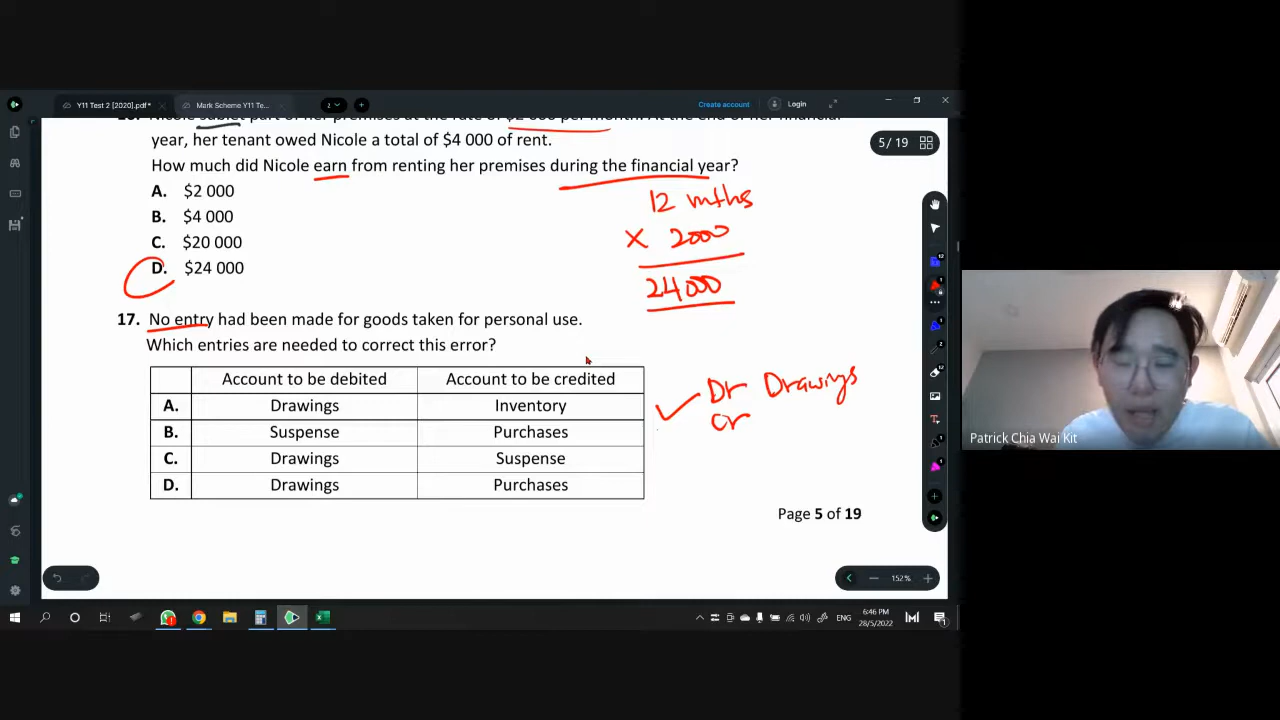 Y11 Test 2 [2020].pdf*
Mark Scheme Y11 Te...
2
Create account
Login
year, her tenant owed Nicole a total of $4 000 of rent.
How much did Nicole earn from renting her premises during the financial year?
A. $2 000
B. $4 000
C. $20 000
D. $24 000
12 mths
X 2000
24000
17. No entry had been made for goods taken for personal use.
Which entries are needed to correct this error?
Account to be debited Account to be credited
A. Drawings Inventory
B. Suspense Purchases
C. Drawings Suspense
D. Drawings Purchases
Dr Drawings
Cr
Page 5 of 19
5 / 19
152%
Patrick Chia Wai Kit
ENG
6:46 PM
28/5/2022